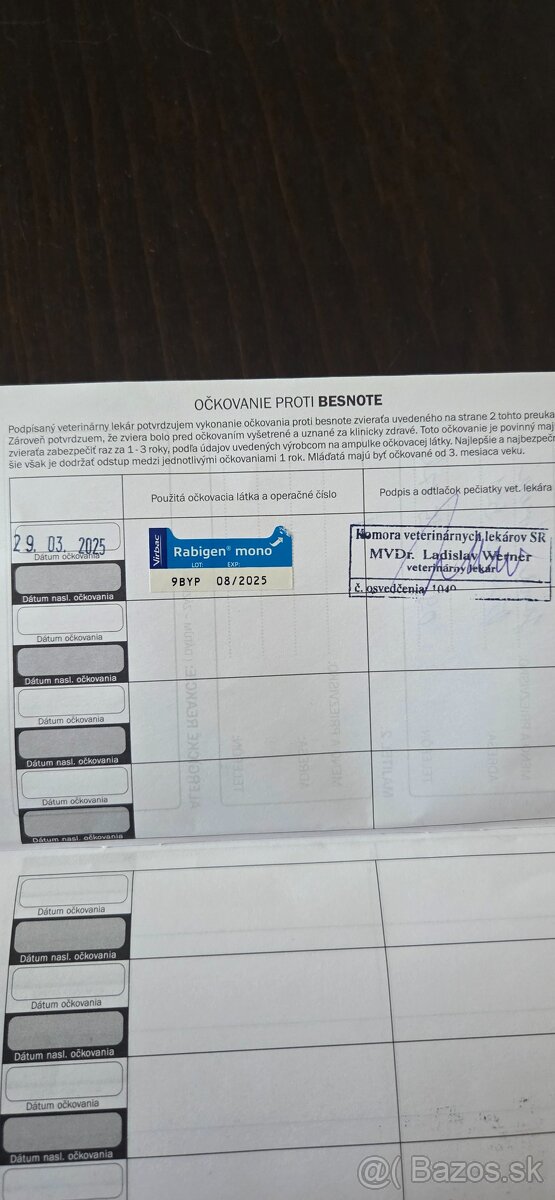 OČKOVANIE PROTI BESNOTE
Podpísaný veterinárny lekár potvrdzujem vykonanie očkovania proti besnote zvieraťa uvedeného na strane 2 tohto preuka
Zároveň potvrdzuem, že zviera bolo pred očkovaním vyšetrené a uznané za klinicky zdravé. Toto očkovanie je povinný maj
zvieraťa zabezpečiť raz za 1 - 3 roky, podľa údajov uvedených výrobcom na ampulke očkovacej látky. Najlepšie a najbezpečn
šie však je dodržať odstup medzi jednotlivými očkovaniami 1 rok. Mláďatá majú byť očkované od 3. mesiaca veku.
Použitá očkovacia látka a operačné číslo
Podpis a odtlačok pečiatky vet. lekára
29. 03. 2025
Dátum očkovania
Virbac
Rabigen® mono
LOT: EXP:
9BYP 08/2025
Komora veterinárnych lekárov SR
MVDr. Ladislav Werner
veterinárny lekár
č. osvedčenia 1040
Dátum nasl. očkovania
Dátum očkovania
Dátum nasl. očkovania
Dátum očkovania
Dátum nasl. očkovania
Dátum očkovania
Dátum nasl. očkovania
Dátum očkovania
Dátum nasl. očkovania
Dátum očkovania
Dátum nasl. očkovania
Dátum očkovania
Dátum nasl. očkovania
@( Bazos.sk